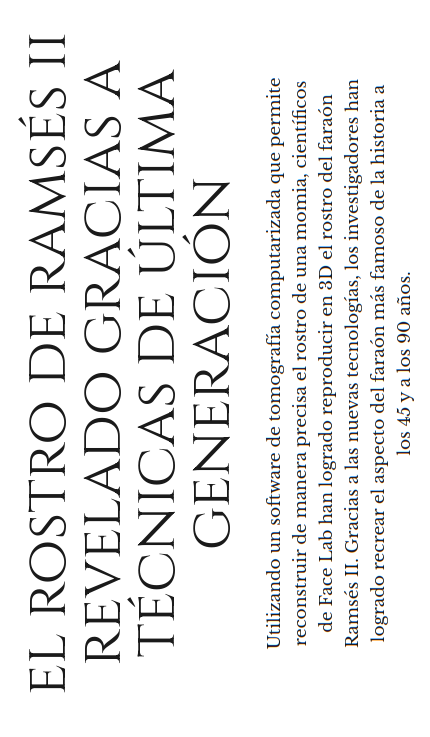 EL ROSTRO DE RAMSÉS II
REVELADO GRACIAS A
TÉCNICAS DE ÚLTIMA
GENERACIÓN
Utilizando un software de tomografía computarizada que permite
reconstruir de manera precisa el rostro de una momia, científicos
de Face Lab han logrado reproducir en 3D el rostro del faraón
Ramsés II. Gracias a las nuevas tecnologías, los investigadores han
logrado recrear el aspecto del faraón más famoso de la historia a
los 45 y a los 90 años.